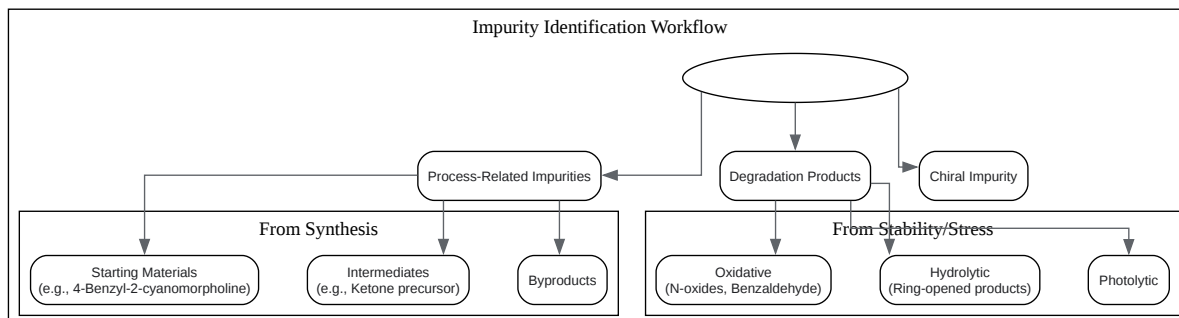 Impurity Identification Workflow
Process-Related Impurities
Degradation Products
Chiral Impurity
From Synthesis
From Stability/Stress
Starting Materials
(e.g., 4-Benzyl-2-cyanomorpholine)
Intermediates
(e.g., Ketone precursor)
Byproducts
Oxidative
(N-oxides, Benzaldehyde)
Hydrolytic
(Ring-opened products)
Photolytic